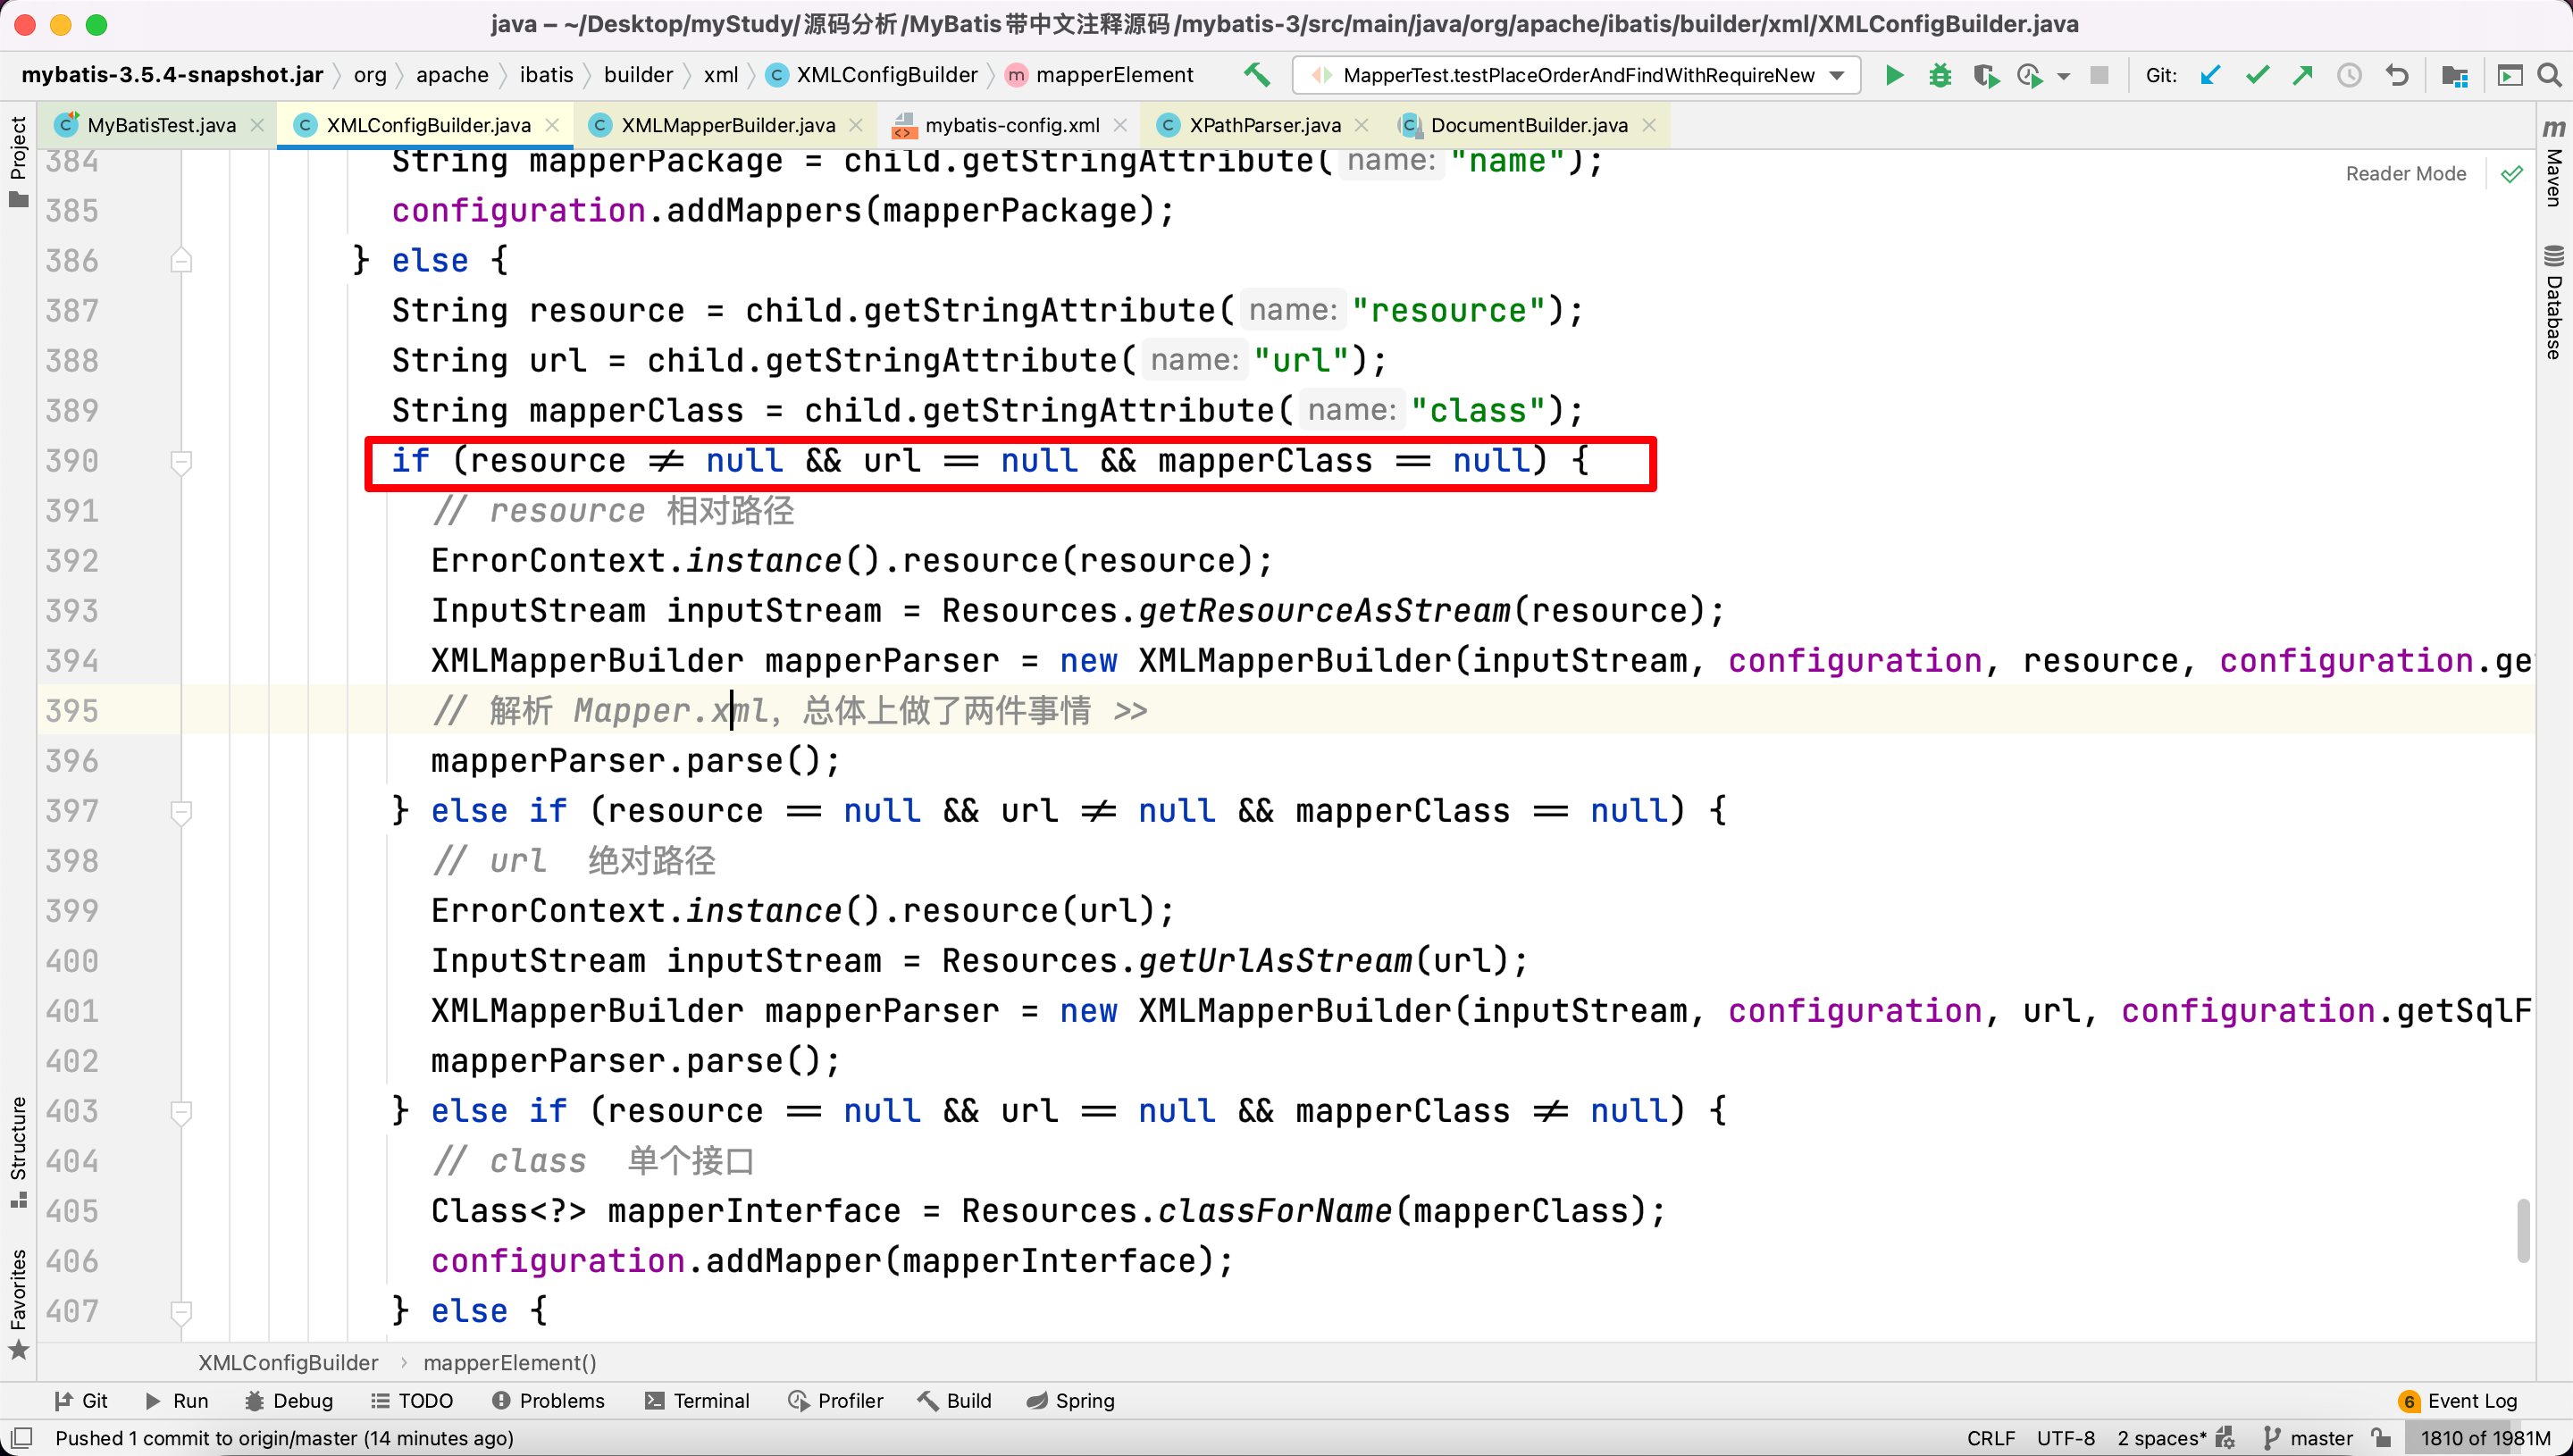 java – ~/Desktop/myStudy/源码分析/MyBatis带中文注释源码/mybatis-3/src/main/java/org/apache/ibatis/builder/xml/XMLConfigBuilder.java
mybatis-3.5.4-snapshot.jar org apache ibatis builder xml C XMLConfigBuilder m mapperElement MapperTest.testPlaceOrderAndFindWithRequireNew Git:
MyBatisTest.java XMLConfigBuilder.java XMLMapperBuilder.java mybatis-config.xml XPathParser.java DocumentBuilder.java
Project
Structure
Favorites
Maven
Database
Reader Mode
384 String mapperPackage = child.getStringAttribute( name: "name");
385 configuration.addMappers(mapperPackage);
386 } else {
387 String resource = child.getStringAttribute( name: "resource");
388 String url = child.getStringAttribute( name: "url");
389 String mapperClass = child.getStringAttribute( name: "class");
390 if (resource != null && url == null && mapperClass == null) {
391 // resource 相对路径
392 ErrorContext.instance().resource(resource);
393 InputStream inputStream = Resources.getResourceAsStream(resource);
394 XMLMapperBuilder mapperParser = new XMLMapperBuilder(inputStream, configuration, resource, configuration.ge
395 // 解析 Mapper.xml，总体上做了两件事情 >>
396 mapperParser.parse();
397 } else if (resource == null && url != null && mapperClass == null) {
398 // url 绝对路径
399 ErrorContext.instance().resource(url);
400 InputStream inputStream = Resources.getUrlAsStream(url);
401 XMLMapperBuilder mapperParser = new XMLMapperBuilder(inputStream, configuration, url, configuration.getSqlF
402 mapperParser.parse();
403 } else if (resource == null && url == null && mapperClass != null) {
404 // class 单个接口
405 Class<?> mapperInterface = Resources.classForName(mapperClass);
406 configuration.addMapper(mapperInterface);
407 } else {
XMLConfigBuilder › mapperElement()
Git Run Debug TODO Problems Terminal Profiler Build Spring 6 Event Log
Pushed 1 commit to origin/master (14 minutes ago) CRLF UTF-8 2 spaces* master 1810 of 1981M